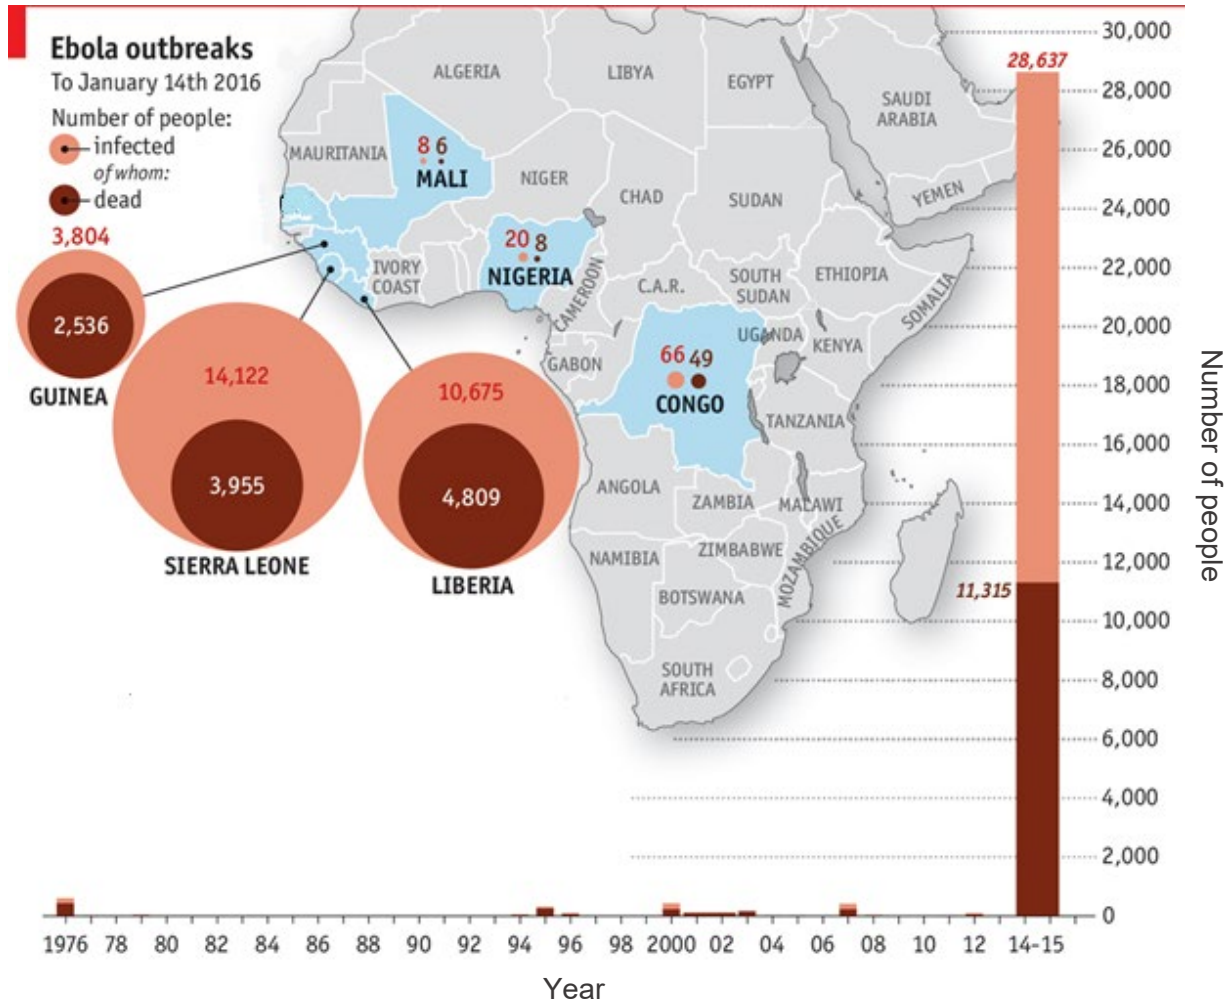 Ebola outbreaks
To January 14th 2016
Number of people:
infected
of whom:
dead
3,804
2,536
GUINEA
14,122
3,955
SIERRA LEONE
10,675
4,809
LIBERIA
8 6
MALI
20 8
NIGERIA
66 49
CONGO
ALGERIA
LIBYA
EGYPT
SAUDI
ARABIA
MAURITANIA
NIGER
CHAD
SUDAN
YEMEN
IVORY
COAST
CAMEROON
C.A.R.
SOUTH
SUDAN
ETHIOPIA
SOMALIA
UGANDA
KENYA
GABON
TANZANIA
ANGOLA
ZAMBIA
MALAWI
MOZAMBIQUE
NAMIBIA
ZIMBABWE
BOTSWANA
SOUTH
AFRICA
28,637
11,315
30,000
28,000
26,000
24,000
22,000
20,000
18,000
16,000
14,000
12,000
10,000
8,000
6,000
4,000
2,000
0
Number of people
1976 78 80 82 84 86 88 90 92 94 96 98 2000 02 04 06 08 10 12 14-15
Year